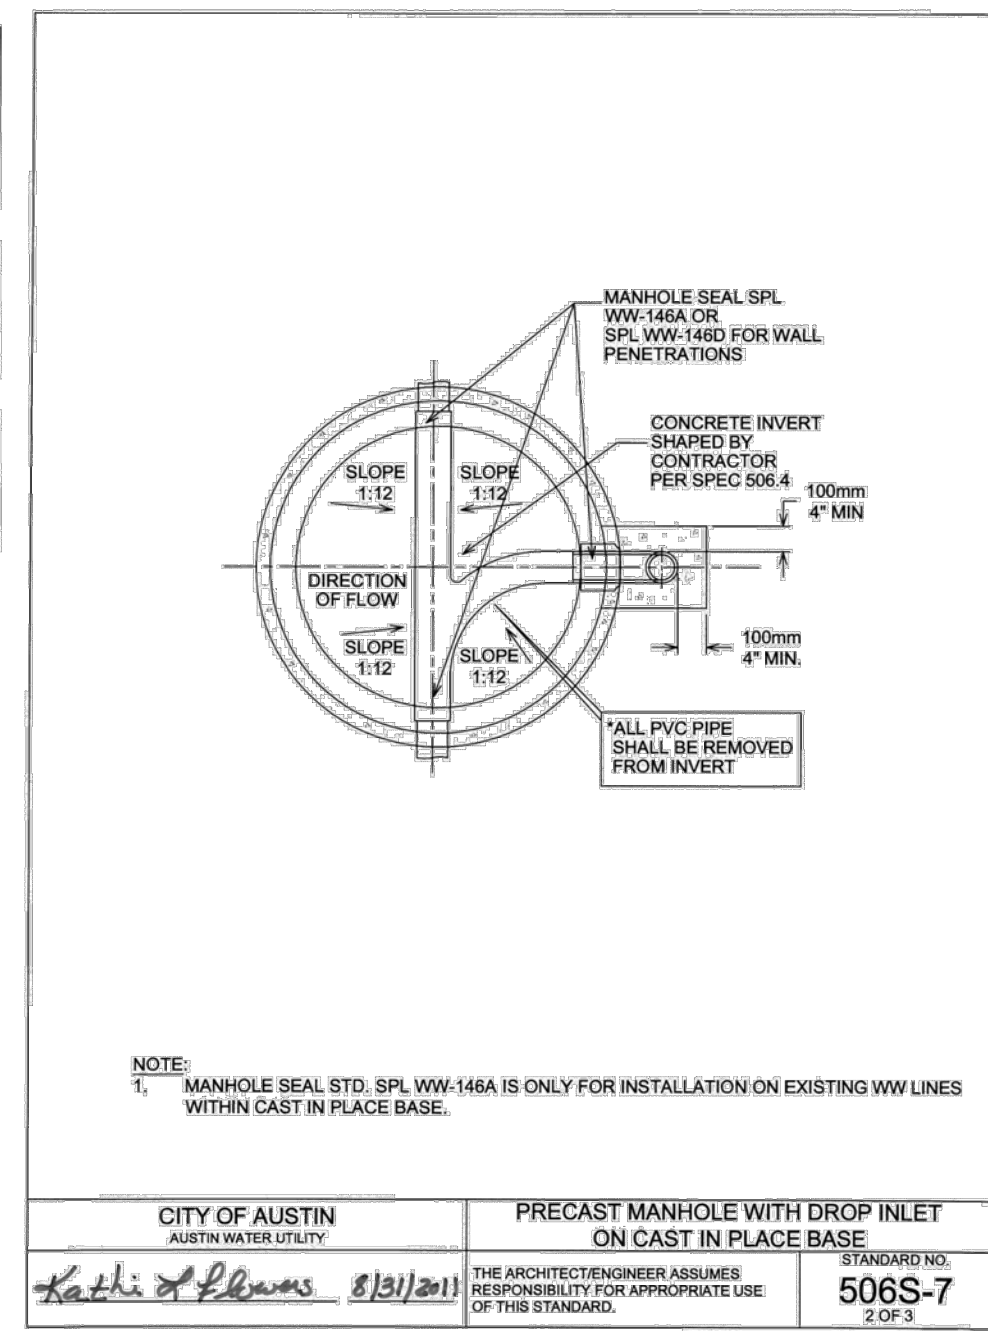 MANHOLE SEAL SPL
WW-146A OR
SPL WW-146D FOR WALL
PENETRATIONS
CONCRETE INVERT
SHAPED BY
CONTRACTOR
PER SPEC 506.4
100mm
4" MIN
SLOPE
1:12
SLOPE
1:12
DIRECTION
OF FLOW
SLOPE
1:12
SLOPE
1:12
100mm
4" MIN.
*ALL PVC PIPE
SHALL BE REMOVED
FROM INVERT
NOTE:
1. MANHOLE SEAL STD. SPL WW-146A IS ONLY FOR INSTALLATION ON EXISTING WW LINES
WITHIN CAST IN PLACE BASE.
CITY OF AUSTIN
AUSTIN WATER UTILITY
PRECAST MANHOLE WITH DROP INLET
ON CAST IN PLACE BASE
Kathi L Flowers 8/31/2011
THE ARCHITECT/ENGINEER ASSUMES
RESPONSIBILITY FOR APPROPRIATE USE
OF THIS STANDARD.
STANDARD NO.
506S-7
2 OF 3